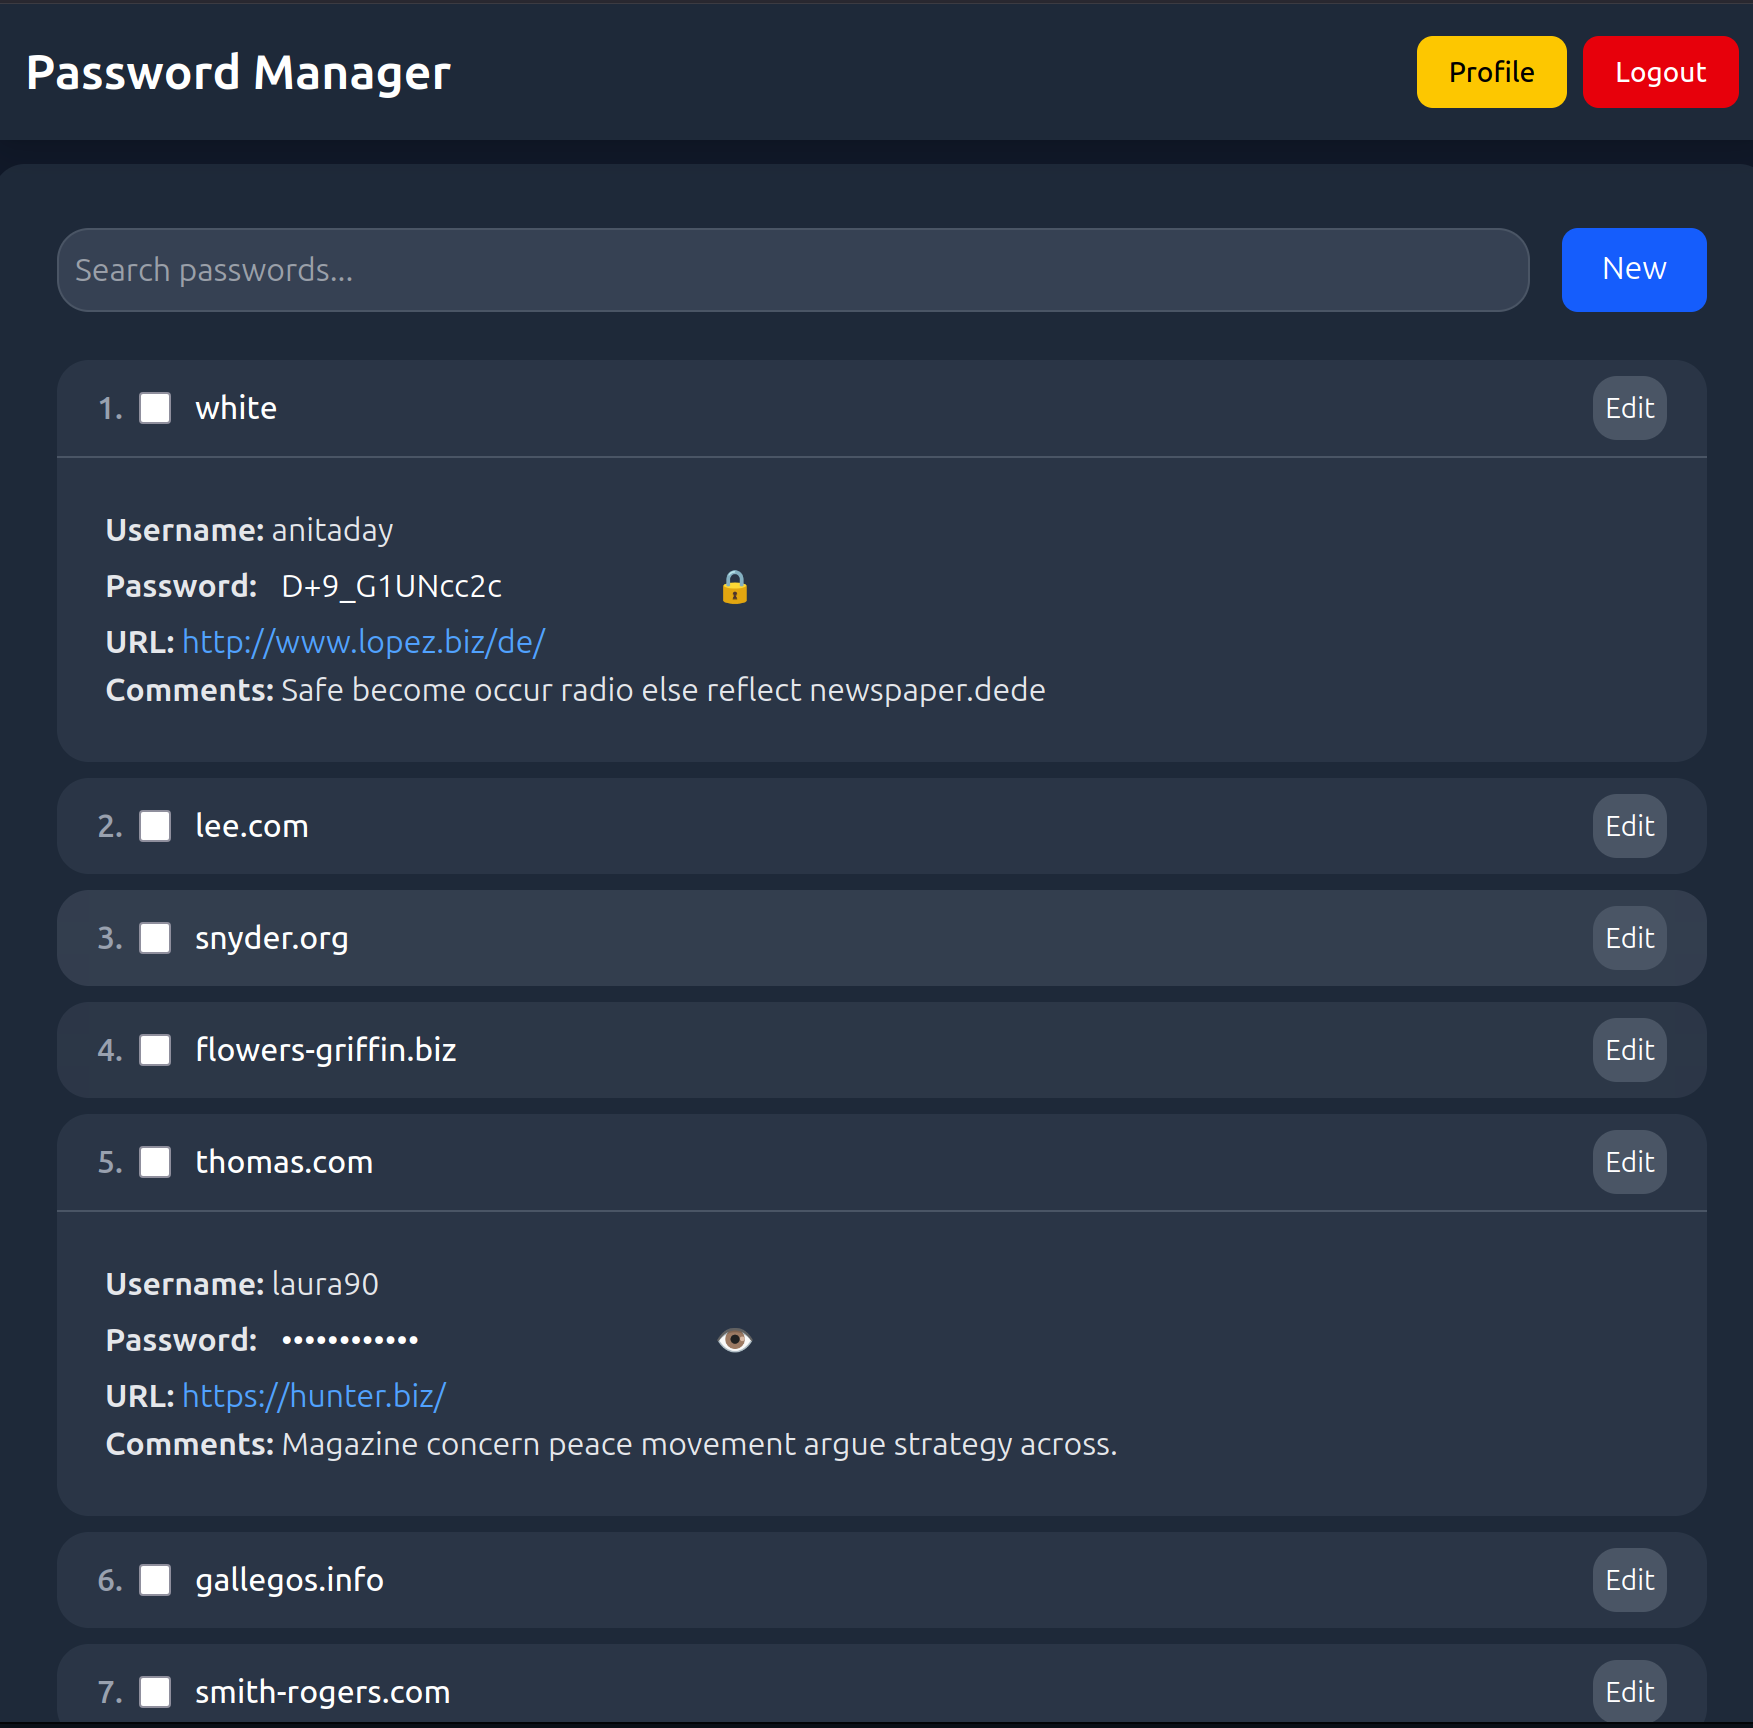 Password Manager
Profile
Logout
Search passwords...
New
1. white
Edit
Username: anitaday
Password: D+9_G1UNcc2c
URL: http://www.lopez.biz/de/
Comments: Safe become occur radio else reflect newspaper.dede
2. lee.com
Edit
3. snyder.org
Edit
4. flowers-griffin.biz
Edit
5. thomas.com
Edit
Username: laura90
Password: ••••••••••••
URL: https://hunter.biz/
Comments: Magazine concern peace movement argue strategy across.
6. gallegos.info
Edit
7. smith-rogers.com
Edit